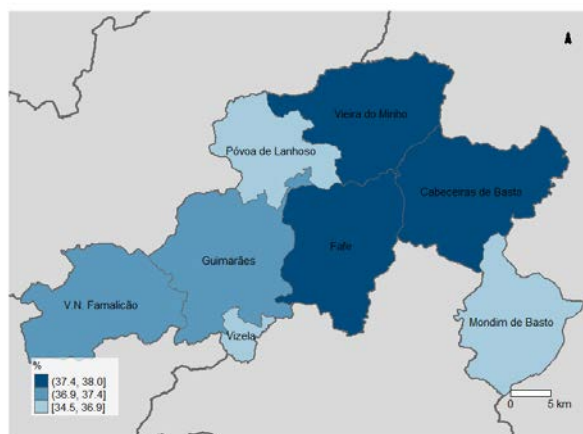 Vieira do Minho
Póvoa de Lanhoso
Cabeceiras de Basto
Fafe
Guimarães
V.N. Famalicão
Vizela
Mondim de Basto
%
(37.4, 38.0]
(36.9, 37.4]
[34.5, 36.9]
0 5 km